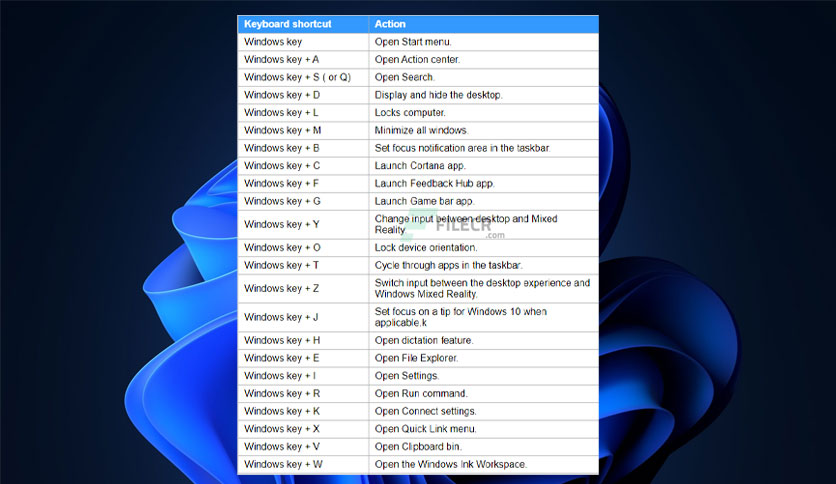 Keyboard shortcut Action
Windows key Open Start menu.
Windows key + A Open Action center.
Windows key + S ( or Q) Open Search.
Windows key + D Display and hide the desktop.
Windows key + L Locks computer.
Windows key + M Minimize all windows.
Windows key + B Set focus notification area in the taskbar.
Windows key + C Launch Cortana app.
Windows key + F Launch Feedback Hub app.
Windows key + G Launch Game bar app.
Windows key + Y Change input between desktop and Mixed
Reality
FILECR
.com
Windows key + O Lock device orientation.
Windows key + T Cycle through apps in the taskbar.
Windows key + Z Switch input between the desktop experience and
Windows Mixed Reality.
Windows key + J Set focus on a tip for Windows 10 when
applicable.k
Windows key + H Open dictation feature.
Windows key + E Open File Explorer.
Windows key + I Open Settings.
Windows key + R Open Run command.
Windows key + K Open Connect settings.
Windows key + X Open Quick Link menu.
Windows key + V Open Clipboard bin.
Windows key + W Open the Windows Ink Workspace.